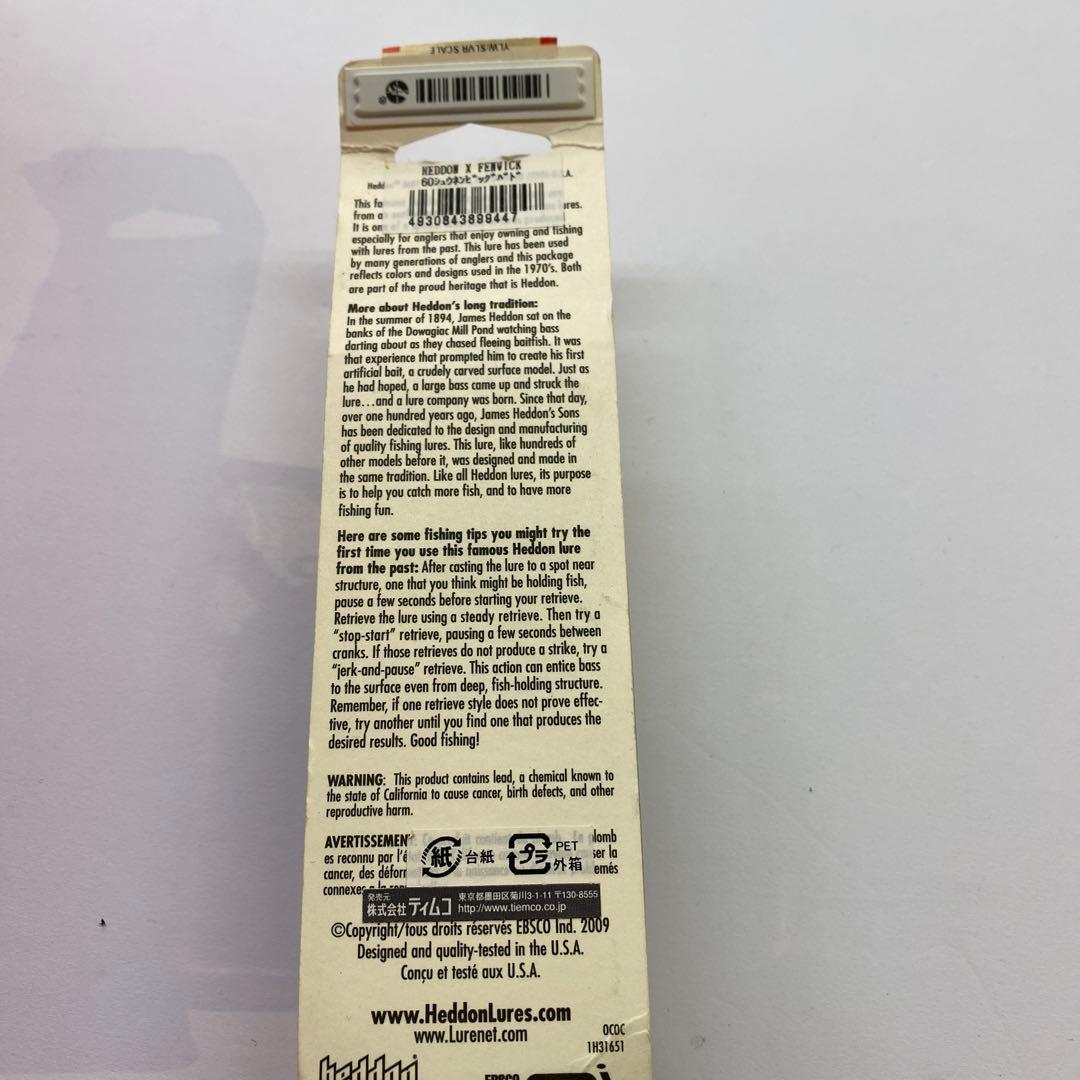 YLW/SLVR SCALE
HEDDON X FENWICK
60シュウネンビッグバド
4930843899447
Hedd
.A.
This fa
ures.
from a
It is on
especially for anglers that enjoy owning and fishing
with lures from the past. This lure has been used
by many generations of anglers and this package
reflects colors and designs used in the 1970's. Both
are part of the proud heritage that is Heddon.
More about Heddon's long tradition:
In the summer of 1894, James Heddon sat on the
banks of the Dowagiac Mill Pond watching bass
darting about as they chased fleeing baitfish. It was
that experience that prompted him to create his first
artificial bait, a crudely carved surface model. Just as
he had hoped, a large bass came up and struck the
lure...and a lure company was born. Since that day,
over one hundred years ago, James Heddon's Sons
has been dedicated to the design and manufacturing
of quality fishing lures. This lure, like hundreds of
other models before it, was designed and made in
the same tradition. Like all Heddon lures, its purpose
is to help you catch more fish, and to have more
fishing fun.
Here are some fishing tips you might try the
first time you use this famous Heddon lure
from the past: After casting the lure to a spot near
structure, one that you think might be holding fish,
pause a few seconds before starting your retrieve.
Retrieve the lure using a steady retrieve. Then try a
"stop-start" retrieve, pausing a few seconds between
cranks. If those retrieves do not produce a strike, try a
"jerk-and-pause" retrieve. This action can entice bass
to the surface even from deep, fish-holding structure.
Remember, if one retrieve style does not prove effec-
tive, try another until you find one that produces the
desired results. Good fishing!
WARNING: This product contains lead, a chemical known to
the state of California to cause cancer, birth defects, and other
reproductive harm.
AVERTISSEMEN
plomb
es reconnu par l'é
ser la
cancer, des défor
emés
connexes
紙 台紙 プラ PET
外箱
発売元
株式会社ティムコ
東京都墨田区菊川3-1-11 〒130-8555
http://www.tiemco.co.jp
©Copyright/tous droits réservés EBSCO Ind. 2009
Designed and quality-tested in the U.S.A.
Conçu et testé aux U.S.A.
www.HeddonLures.com
www.Lurenet.com
OCOC
1H31651
heddon
EBSCO